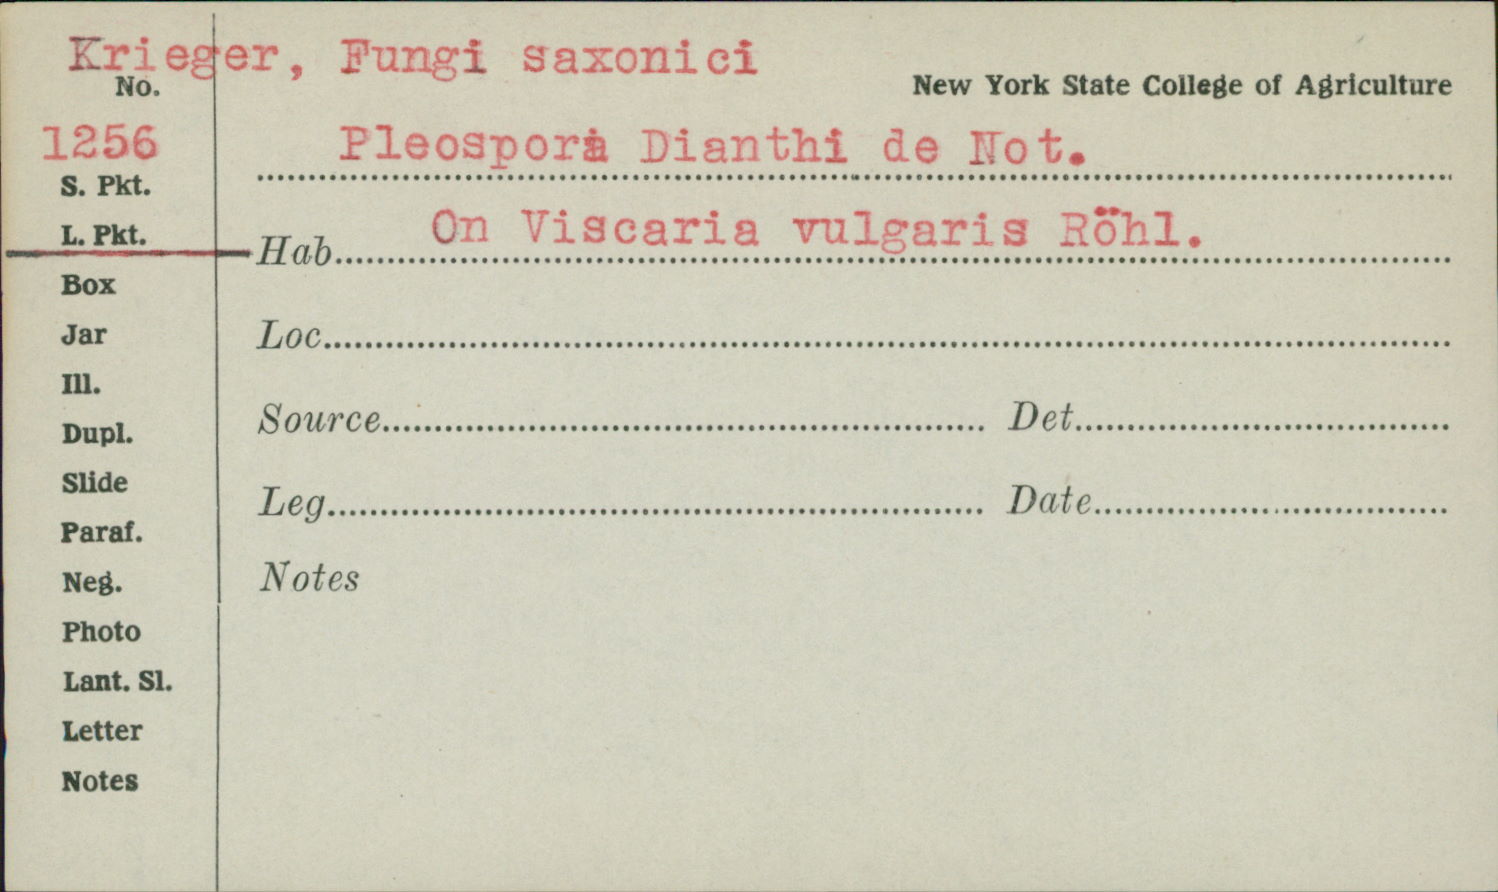 Krieger, Fungi saxonici
No.
New York State College of Agriculture
1256
Pleospora Dianthi de Not.
S. Pkt.
L. Pkt.
Hab. On Viscaria vulgaris Röhl.
Box
Jar
Loc.
Ill.
Source Det.
Dupl.
Slide
Leg. Date
Paraf.
Neg.
Notes
Photo
Lant. Sl.
Letter
Notes